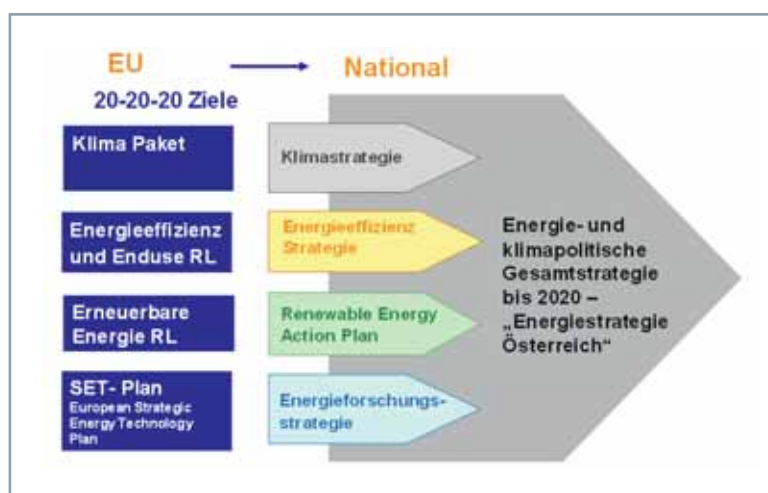 EU
National
20-20-20 Ziele
Klima Paket
Klimastrategie
Energieeffizienz
und Enduse RL
Energieeffizienz
Strategie
Erneuerbare
Energie RL
Renewable Energy
Action Plan
SET- Plan
European Strategic
Energy Technology
Plan
Energieforschungs-
strategie
Energie- und
klimapolitische
Gesamtstrategie
bis 2020 –
„Energiestrategie
Österreich“